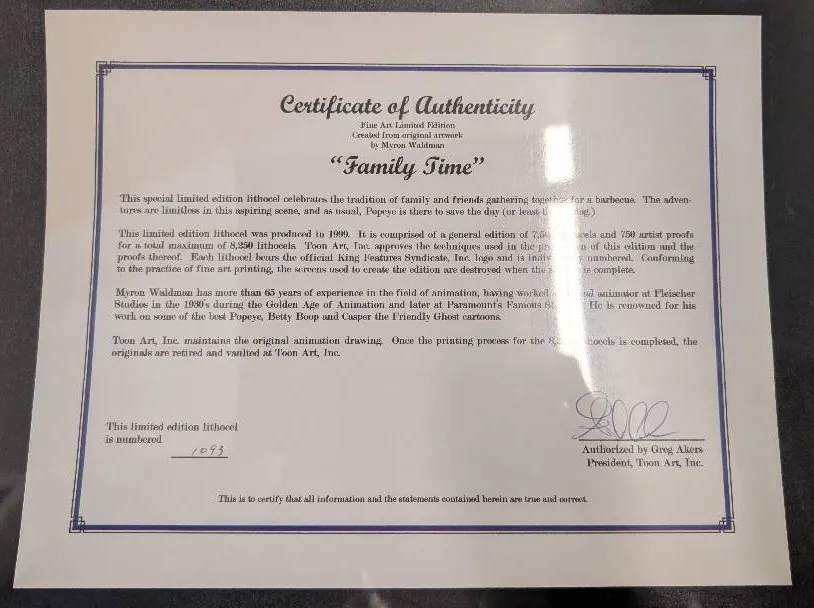 Certificate of Authenticity
Fine Art Limited Edition
Created from original artwork
by Myron Waldman
"Family Time"
This special limited edition lithocel celebrates the tradition of family and friends gathering together for a barbecue. The adven-
tures are limitless in this aspiring scene, and as usual, Popeye is there to save the day (or least dog.)
This limited edition lithocel was produced in 1999. It is comprised of a general edition of and 750 artist proofs
for a total maximum of 8,250 lithocels. Toon Art, Inc. approves the techniques used in the of this edition and the
proofs thereof. Each lithocel bears the official King Features Syndicate, Inc. logo and is numbered. Conforming
to the practice of fine art printing, the screens used to create the edition are destroyed when the is complete.
Myron Waldman has more than 65 years of experience in the field of animation, having worked animator at Fleischer
Studios in the 1930's during the Golden Age of Animation and later at Paramount's Famous He is renowned for his
work on some of the best Popeye, Betty Boop and Casper the Friendly Ghost cartoons.
Toon Art, Inc. maintains the original animation drawing. Once the printing process for the is completed, the
originals are retired and vaulted at Toon Art, Inc.
This limited edition lithocel
is numbered 1093
Authorized by Greg Akers
President, Toon Art, Inc.
This is to certify that all information and the statements contained herein are true and correct.